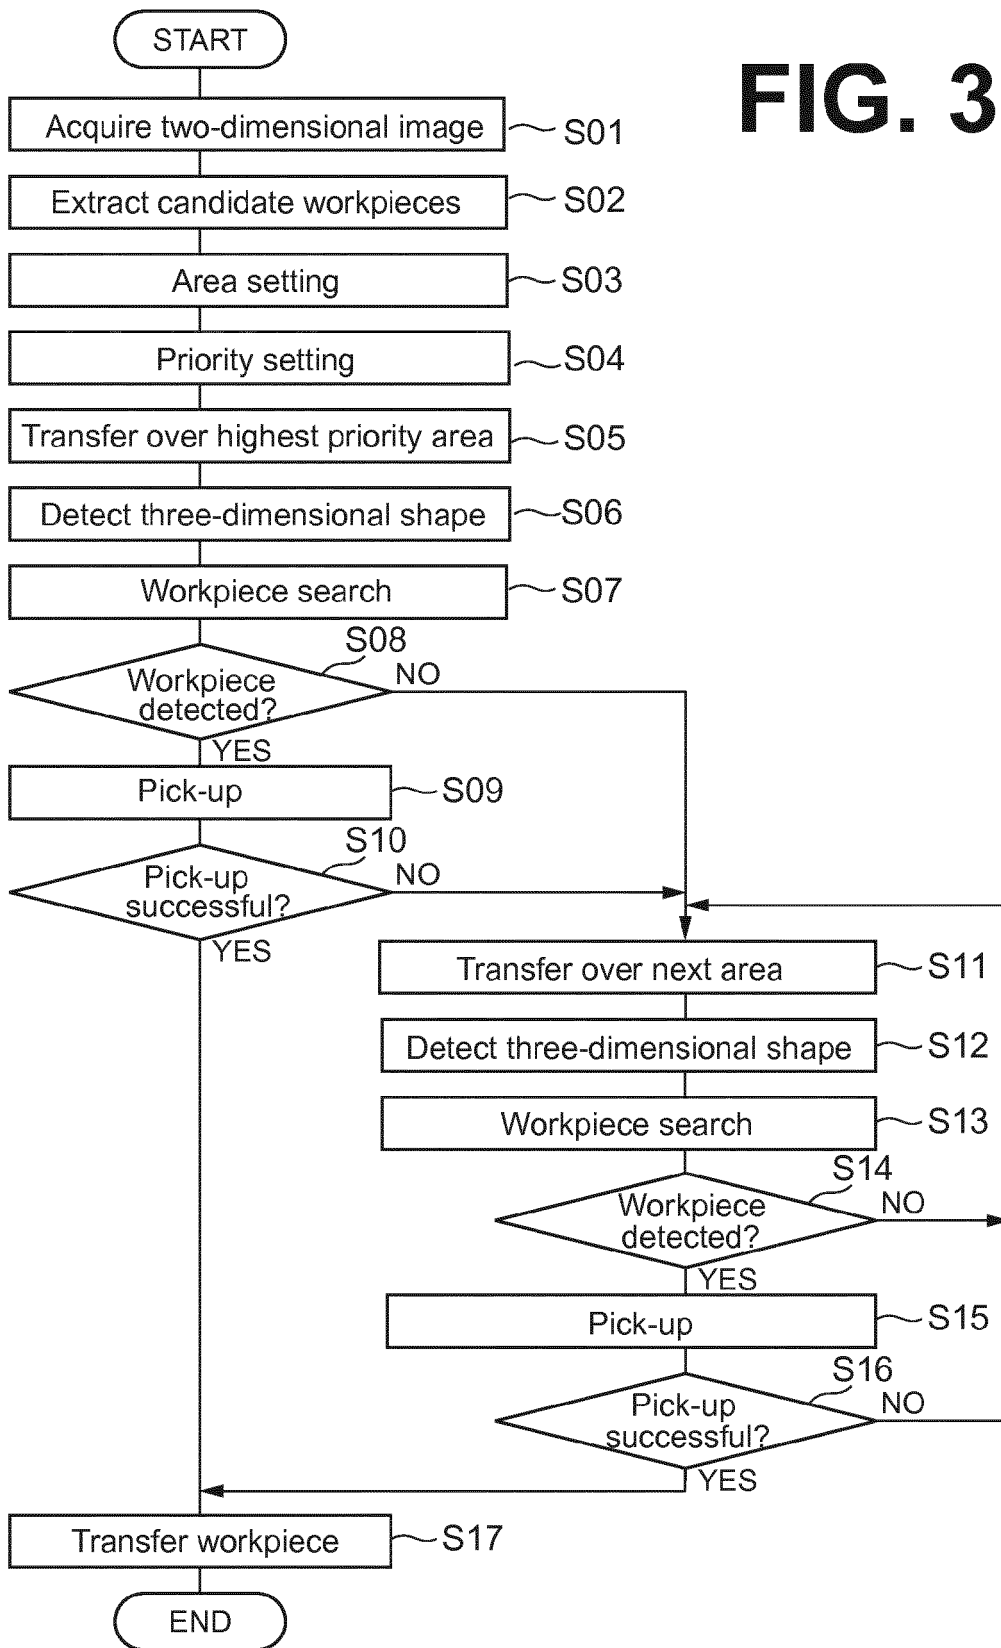 FIG. 3
START
Acquire two-dimensional image
S01
Extract candidate workpieces
S02
Area setting
S03
Priority setting
S04
Transfer over highest priority area
S05
Detect three-dimensional shape
S06
Workpiece search
S07
S08
Workpiece
detected?
NO
YES
Pick-up
S09
S10
Pick-up
successful?
NO
YES
Transfer over next area
S11
Detect three-dimensional shape
S12
Workpiece search
S13
S14
Workpiece
detected?
NO
YES
Pick-up
S15
S16
Pick-up
successful?
NO
YES
Transfer workpiece
S17
END